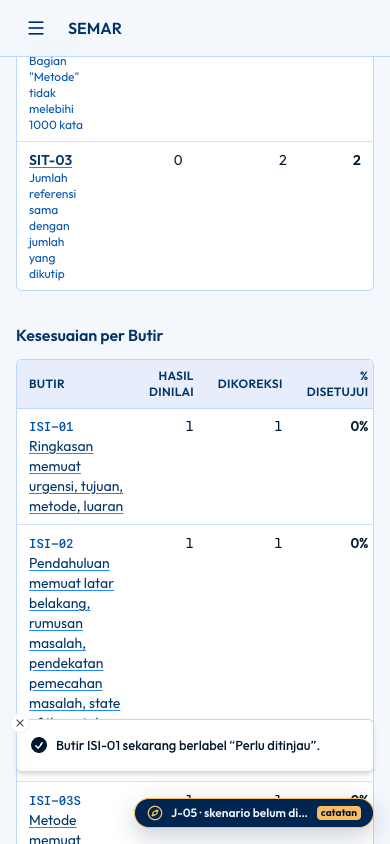 SEMAR
Bagian
"Metode"
tidak
melebihi
1000 kata
SIT-03 0 2 2
Jumlah
referensi
sama
dengan
jumlah
yang
dikutip
Kesesuaian per Butir
BUTIR HASIL DINILAI DIKOREKSI % DISETUJUI
ISI-01 1 1 0%
Ringkasan
memuat
urgensi, tujuan,
metode, luaran
ISI-02 1 1 0%
Pendahuluan
memuat latar
belakang,
rumusan
masalah,
pendekatan
pemecahan
masalah, state
Butir ISI-01 sekarang berlabel “Perlu ditinjau”.
ISI-03S
Metode
memuat
J-05 · skenario belum di... catatan